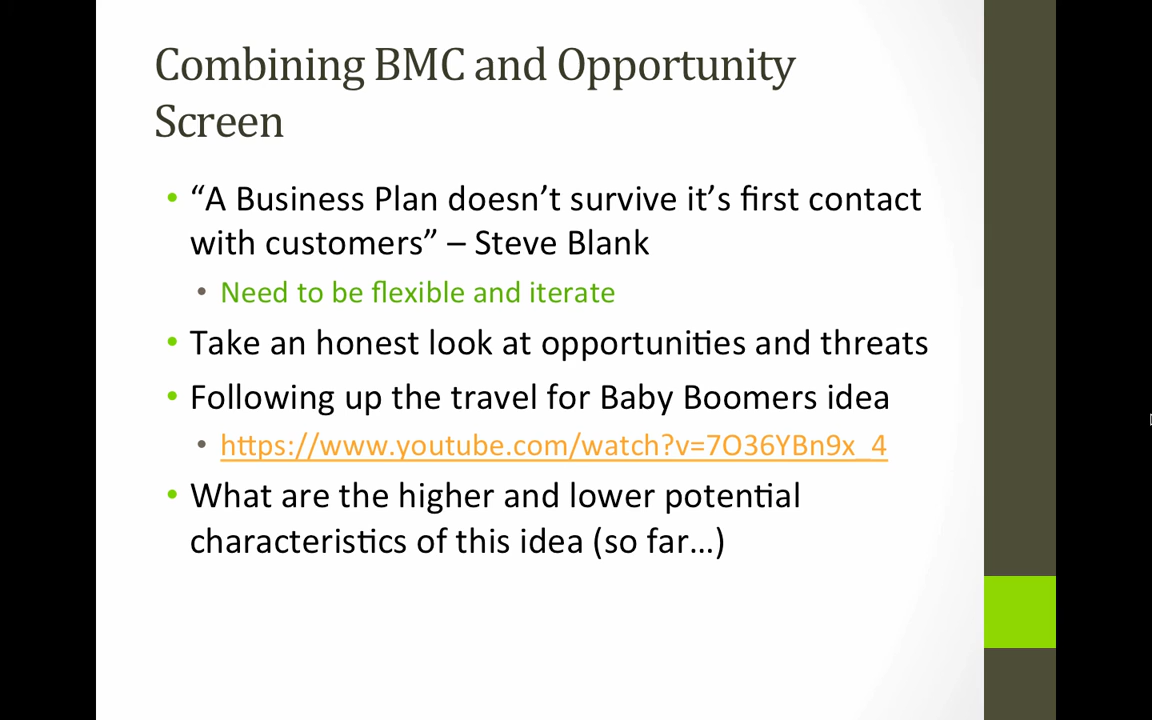 Combining BMC and Opportunity
Screen
• “A Business Plan doesn’t survive it’s first contact
with customers” – Steve Blank
• Need to be flexible and iterate
• Take an honest look at opportunities and threats
• Following up the travel for Baby Boomers idea
• https://www.youtube.com/watch?v=7O36YBn9x_4
• What are the higher and lower potential
characteristics of this idea (so far…)